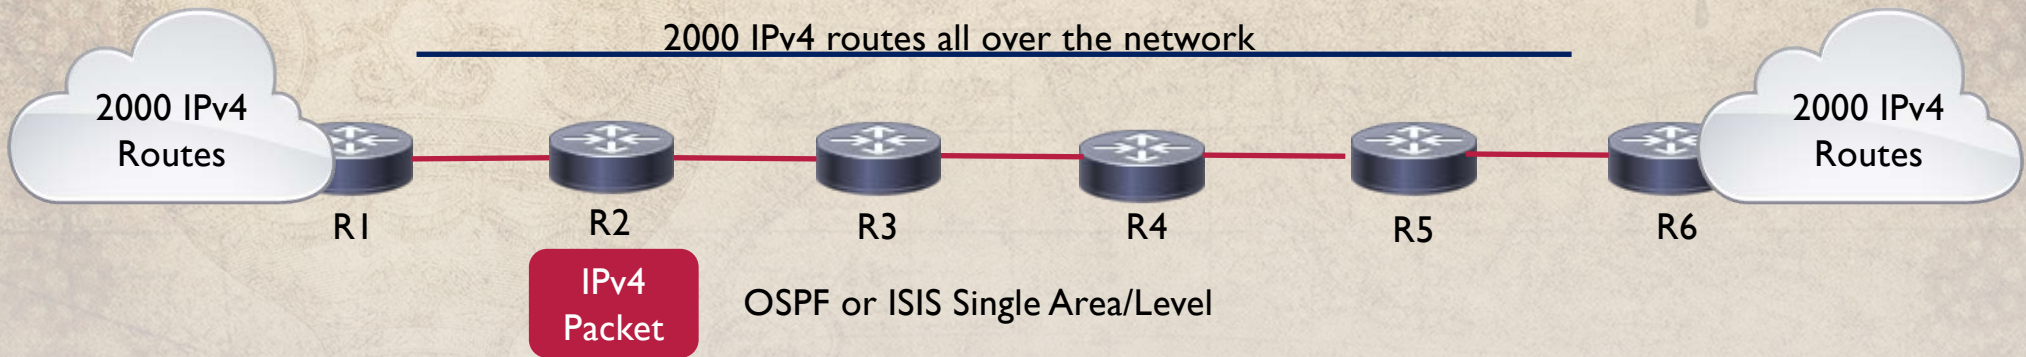 2000 IPv4 routes all over the network
2000 IPv4
Routes
2000 IPv4
Routes
R1
R2
R3
R4
R5
R6
IPv4
Packet
OSPF or ISIS Single Area/Level